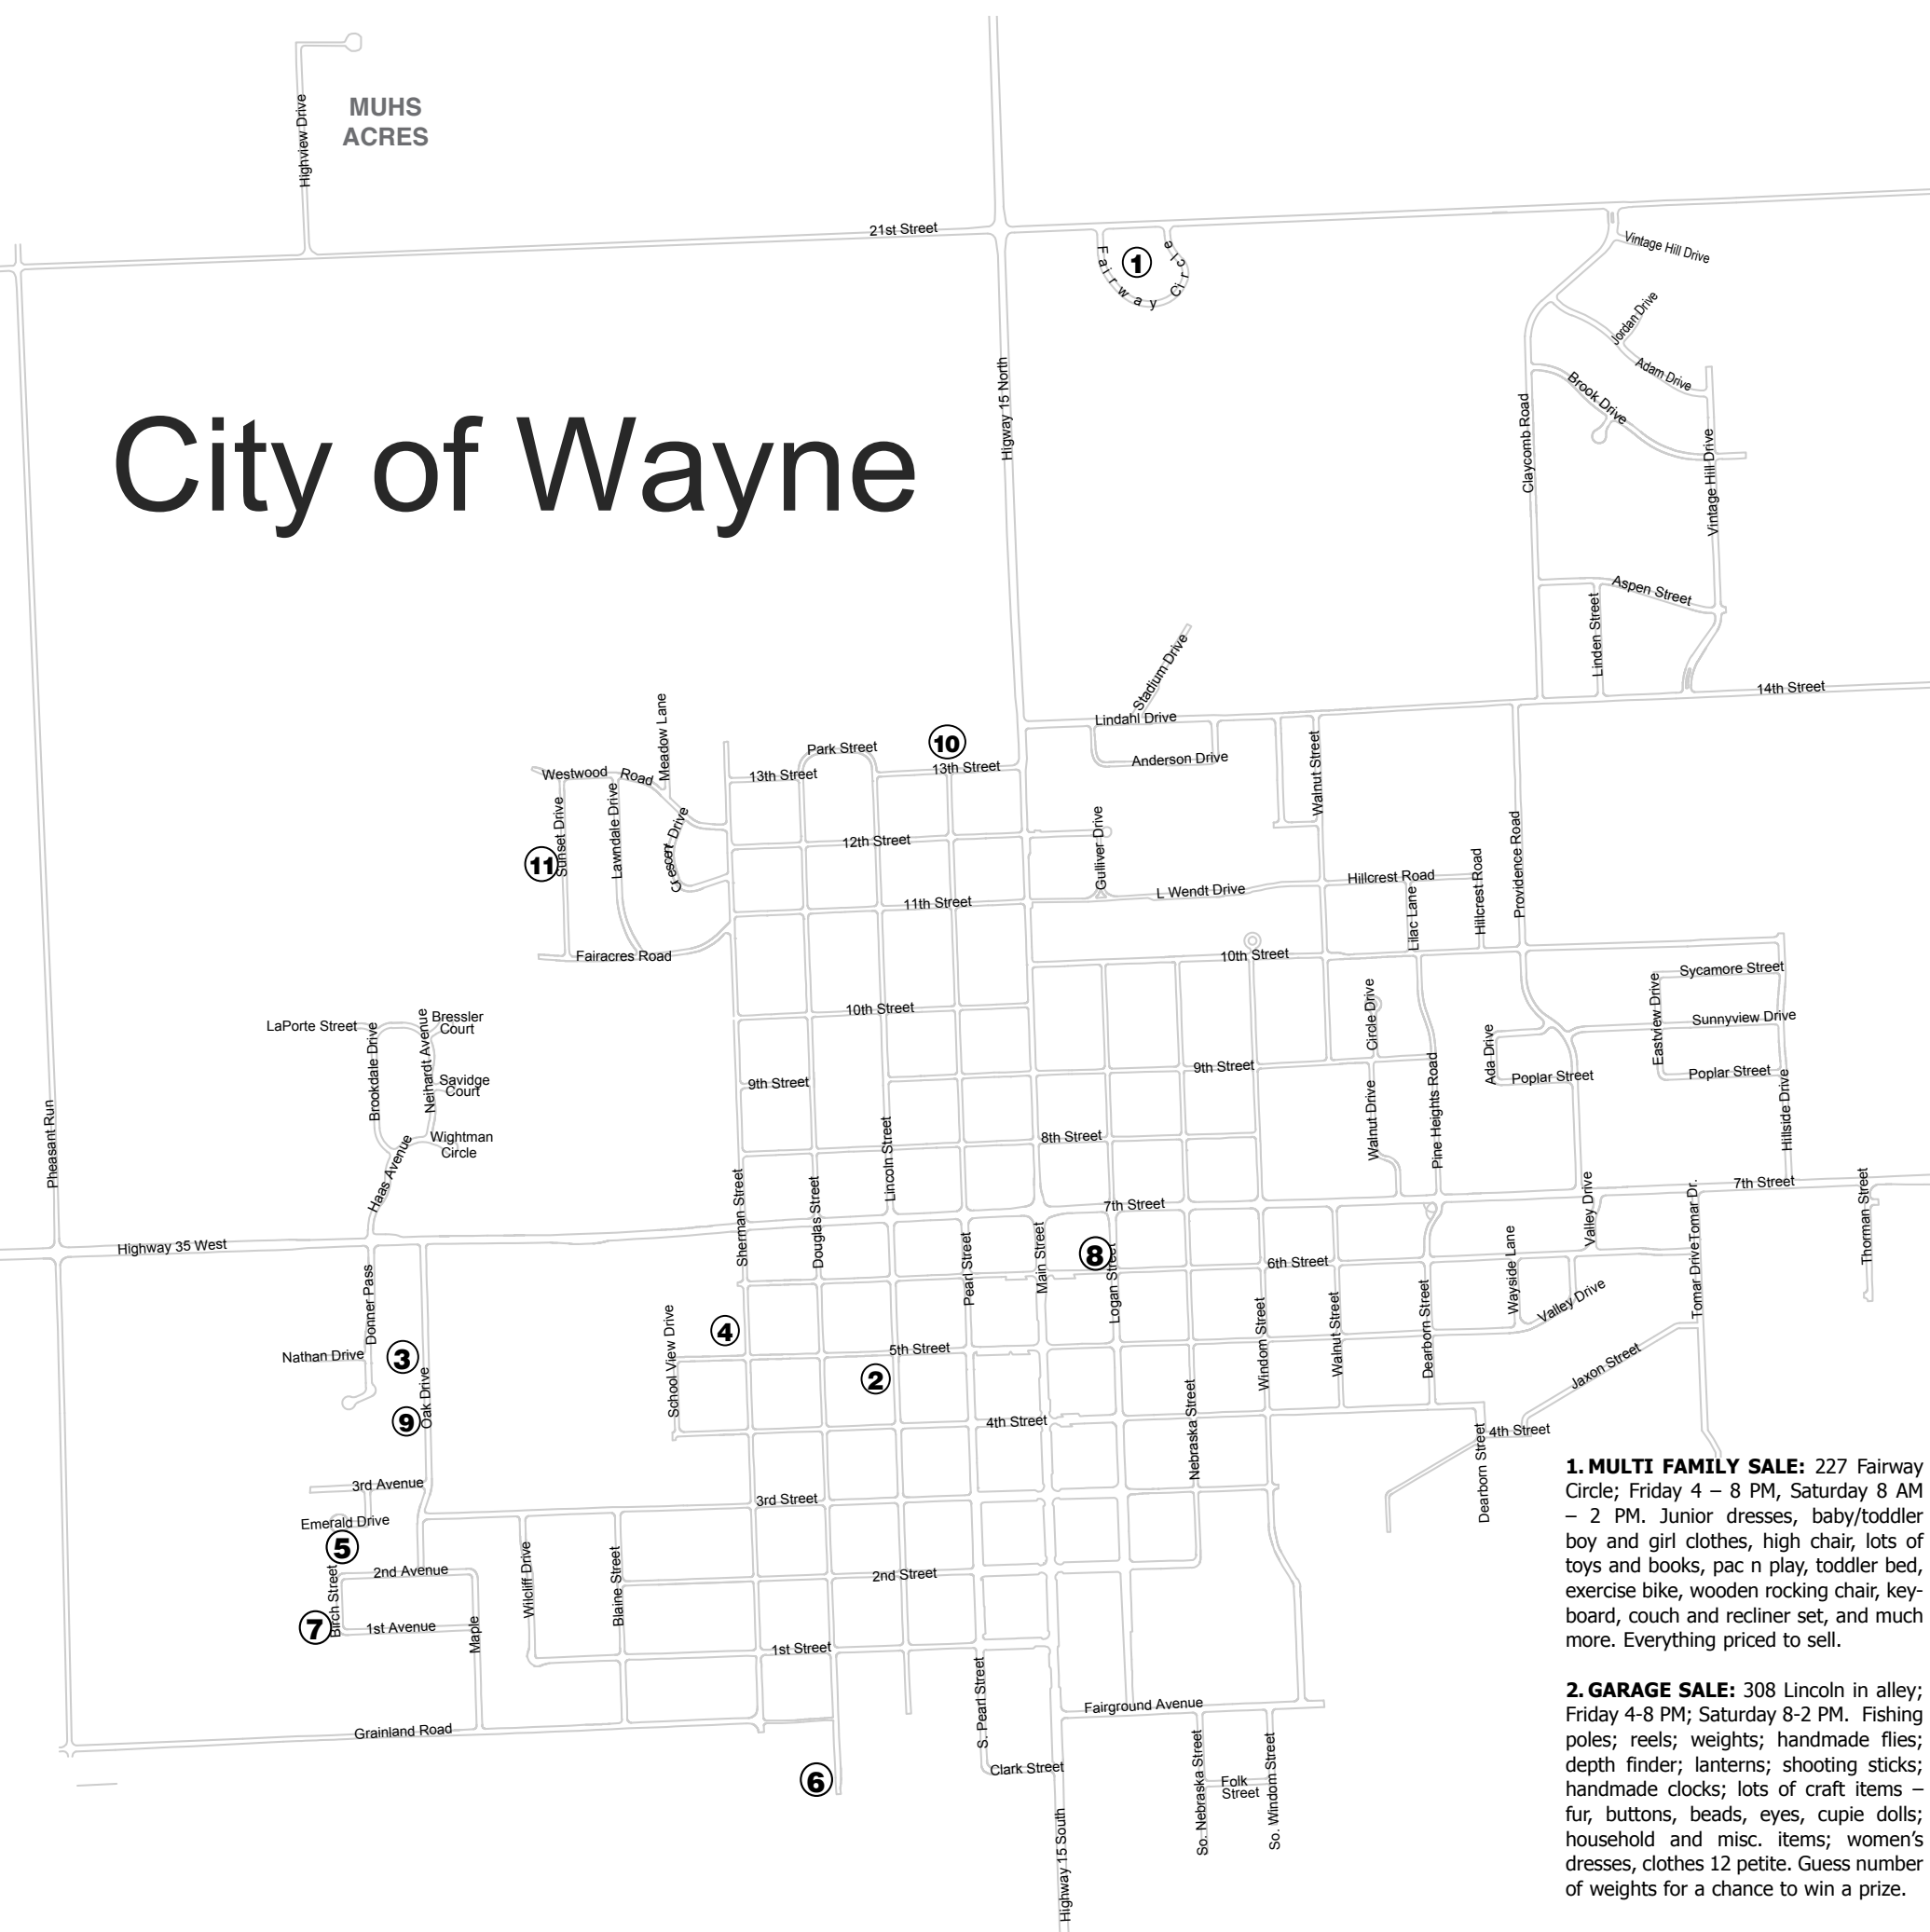 MUHS
ACRES
Highview Drive
21st Street
Fairway Circle
1
Vintage Hill Drive
Jordan Drive
Adam Drive
Brook Drive
Higway 15 North
Claycomb Road
Vintage Hill Drive
City of Wayne
Aspen Street
Linden Street
Stadium Drive
14th Street
Meadow Lane
Lindahl Drive
10
Park Street
Westwood Road
13th Street
13th Street
Anderson Drive
Walnut Street
Sunset Drive
Lawndale Drive
Crescent Drive
12th Street
Gulliver Drive
Providence Road
11
11th Street
L Wendt Drive
Hillcrest Road
Hillcrest Road
Lilac Lane
Fairacres Road
10th Street
Sycamore Street
10th Street
Circle Drive
Eastview Drive
Sunnyview Drive
LaPorte Street
Bressler
Court
Brookdale Drive
Neihardt Avenue
Savidge
Court
9th Street
9th Street
Ada Drive
Poplar Street
Poplar Street
Pheasant Run
Walnut Drive
Pine Heights Road
Hillside Drive
Wightman
Circle
Haas Avenue
8th Street
Lincoln Street
Sherman Street
Douglas Street
7th Street
7th Street
Valley Drive
Tomar Dr.
Thorman Street
Highway 35 West
Pearl Street
Main Street
8
Logan Street
6th Street
Wayside Lane
Tomar Drive
Donner Pass
School View Drive
4
Windom Street
Walnut Street
Dearborn Street
Valley Drive
Nathan Drive
3
5th Street
Jaxon Street
2
Oak Drive
9
4th Street
Nebraska Street
4th Street
Dearborn Street
3rd Avenue
3rd Street
Emerald Drive
5
2nd Avenue
Birch Street
Wilcliff Drive
Blaine Street
2nd Street
7
1st Avenue
Maple
1st Street
S. Pearl Street
Fairground Avenue
Grainland Road
Clark Street
6
So. Nebraska Street
Folk
Street
So. Windom Street
Highway 15 South
1. MULTI FAMILY SALE: 227 Fairway
Circle; Friday 4 – 8 PM, Saturday 8 AM
– 2 PM. Junior dresses, baby/toddler
boy and girl clothes, high chair, lots of
toys and books, pac n play, toddler bed,
exercise bike, wooden rocking chair, key-
board, couch and recliner set, and much
more. Everything priced to sell.
2. GARAGE SALE: 308 Lincoln in alley;
Friday 4-8 PM; Saturday 8-2 PM. Fishing
poles; reels; weights; handmade flies;
depth finder; lanterns; shooting sticks;
handmade clocks; lots of craft items –
fur, buttons, beads, eyes, cupie dolls;
household and misc. items; women's
dresses, clothes 12 petite. Guess number
of weights for a chance to win a prize.